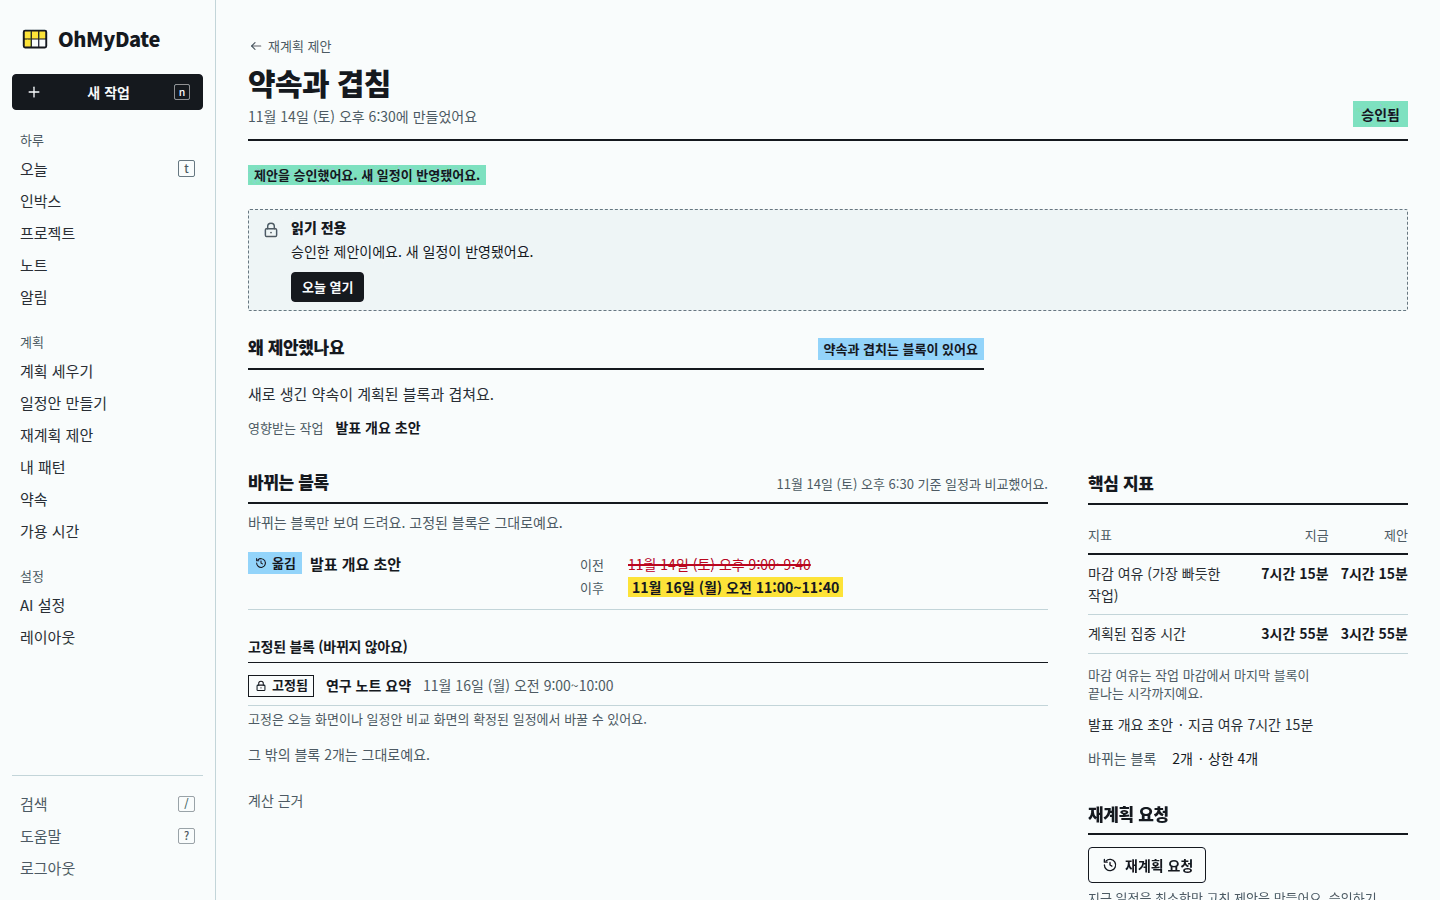 OhMyDate
새 작업 n
하루
오늘 t
인박스
프로젝트
노트
알림
계획
계획 세우기
일정안 만들기
재계획 제안
내 패턴
약속
가용 시간
설정
AI 설정
레이아웃
검색 /
도움말 ?
로그아웃
← 재계획 제안
약속과 겹침
11월 14일 (토) 오후 6:30에 만들었어요
승인됨
제안을 승인했어요. 새 일정이 반영됐어요.
읽기 전용
승인한 제안이에요. 새 일정이 반영됐어요.
오늘 열기
왜 제안했나요
약속과 겹치는 블록이 있어요
새로 생긴 약속이 계획된 블록과 겹쳐요.
영향받는 작업 발표 개요 초안
바뀌는 블록
11월 14일 (토) 오후 6:30 기준 일정과 비교했어요.
바뀌는 블록만 보여 드려요. 고정된 블록은 그대로예요.
옮김 발표 개요 초안
이전 11월 14일 (토) 오후 9:00~9:40
이후 11월 16일 (월) 오전 11:00~11:40
고정된 블록 (바뀌지 않아요)
고정됨 연구 노트 요약 11월 16일 (월) 오전 9:00~10:00
고정은 오늘 화면이나 일정안 비교 화면의 확정된 일정에서 바꿀 수 있어요.
그 밖의 블록 2개는 그대로예요.
계산 근거
핵심 지표
지표 지금 제안
마감 여유 (가장 빠듯한 작업) 7시간 15분 7시간 15분
계획된 집중 시간 3시간 55분 3시간 55분
마감 여유는 작업 마감에서 마지막 블록이
끝나는 시각까지예요.
발표 개요 초안 · 지금 여유 7시간 15분
바뀌는 블록 2개 · 상한 4개
재계획 요청
재계획 요청
지금 일정을 최소한만 고친 제안을 만들어요. 승인하기